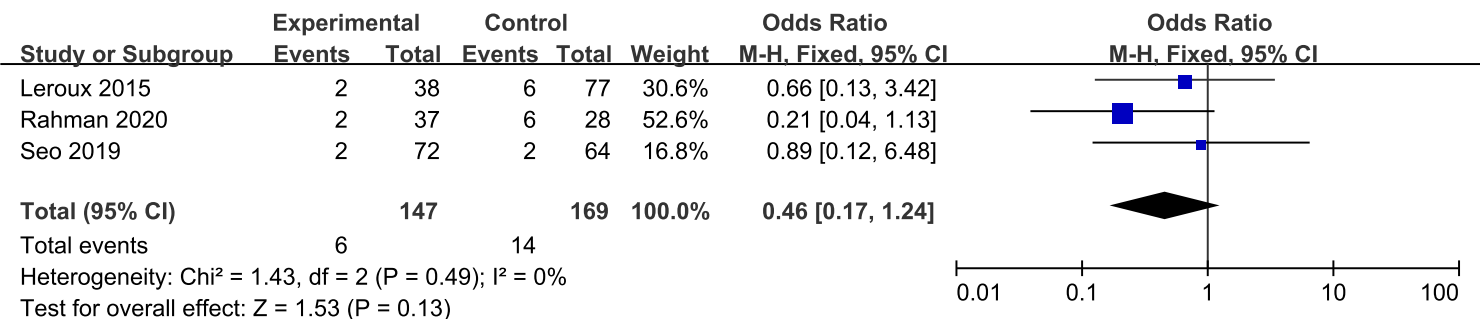 Experimental Control Odds Ratio Odds Ratio
Study or Subgroup Events Total Events Total Weight M-H, Fixed, 95% CI M-H, Fixed, 95% CI
Leroux 2015 2 38 6 77 30.6% 0.66 [0.13, 3.42]
Rahman 2020 2 37 6 28 52.6% 0.21 [0.04, 1.13]
Seo 2019 2 72 2 64 16.8% 0.89 [0.12, 6.48]
Total (95% CI) 147 169 100.0% 0.46 [0.17, 1.24]
Total events 6 14
Heterogeneity: Chi² = 1.43, df = 2 (P = 0.49); I² = 0%
Test for overall effect: Z = 1.53 (P = 0.13)
0.01 0.1 1 10 100